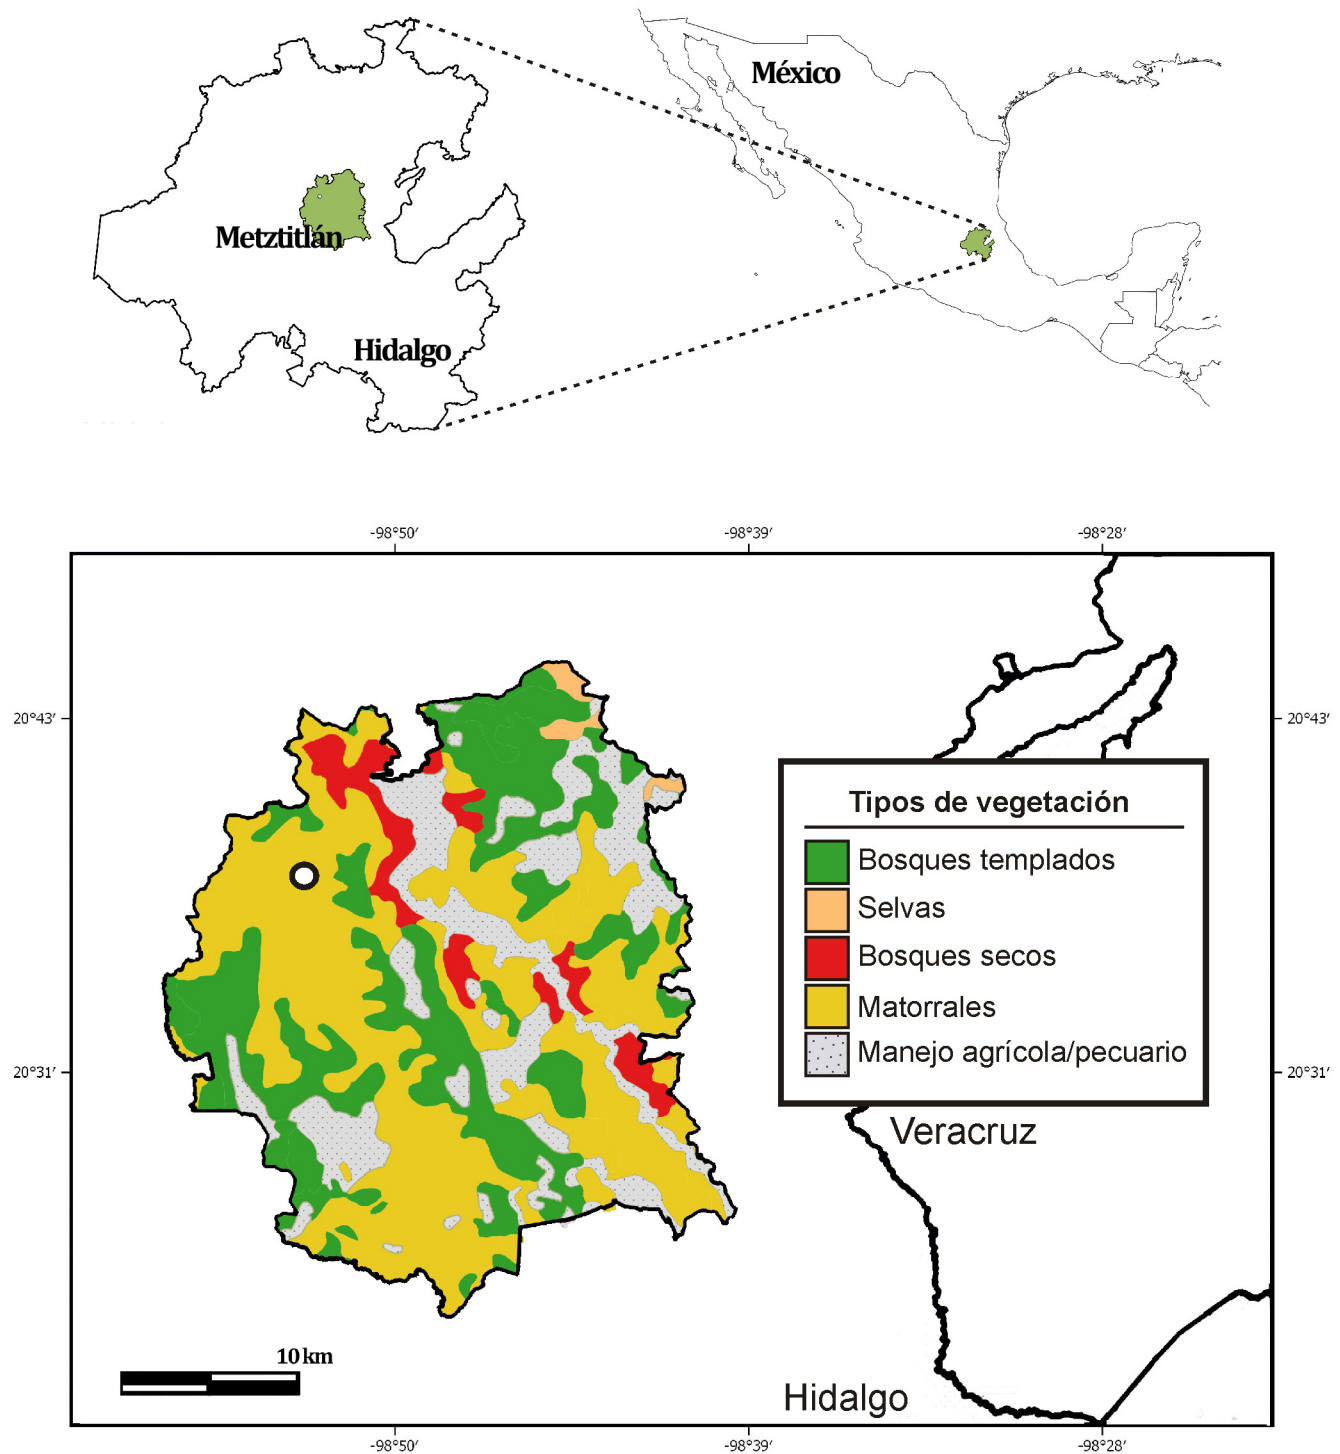 México
Metztitlán
Hidalgo
-98°50′
-98°39′
-98°28′
20°43′
20°43′
Tipos de vegetación
Bosques templados
Selvas
Bosques secos
Matorrales
Manejo agrícola/pecuario
20°31′
20°31′
Veracruz
10 km
Hidalgo
-98°50′
-98°39′
-98°28′